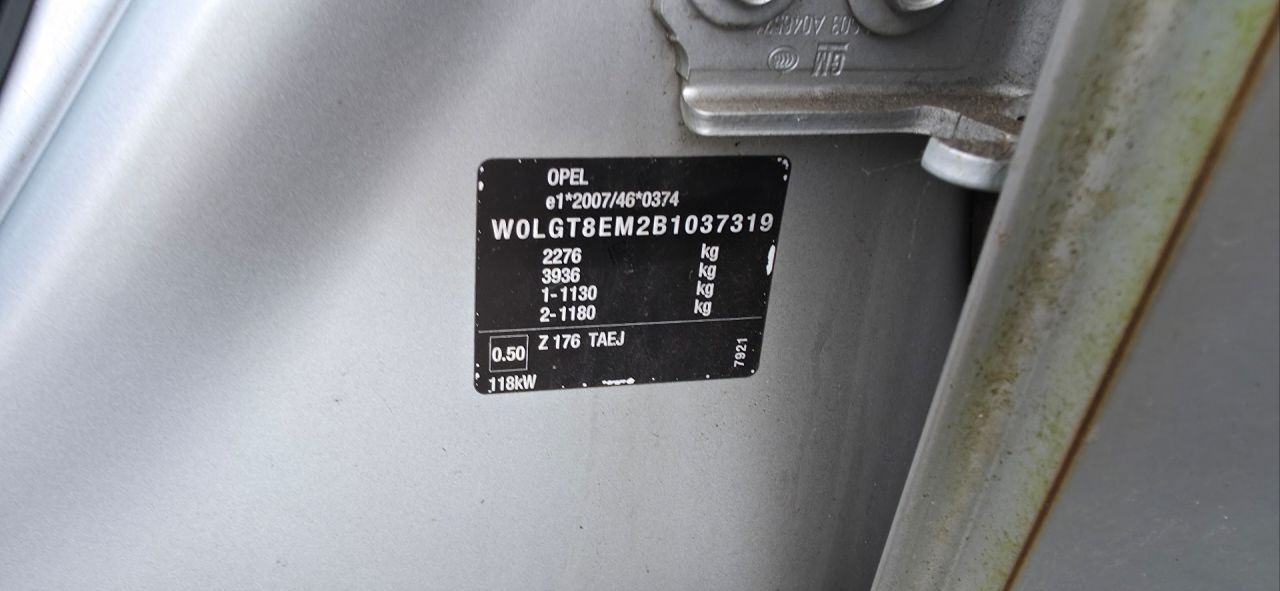 GM
OPEL
e1*2007/46*0374
W0LGT8EM2B1037319
2276 kg
3936 kg
1-1130 kg
2-1180 kg
0.50
Z 176 TAEJ
7921
118kW